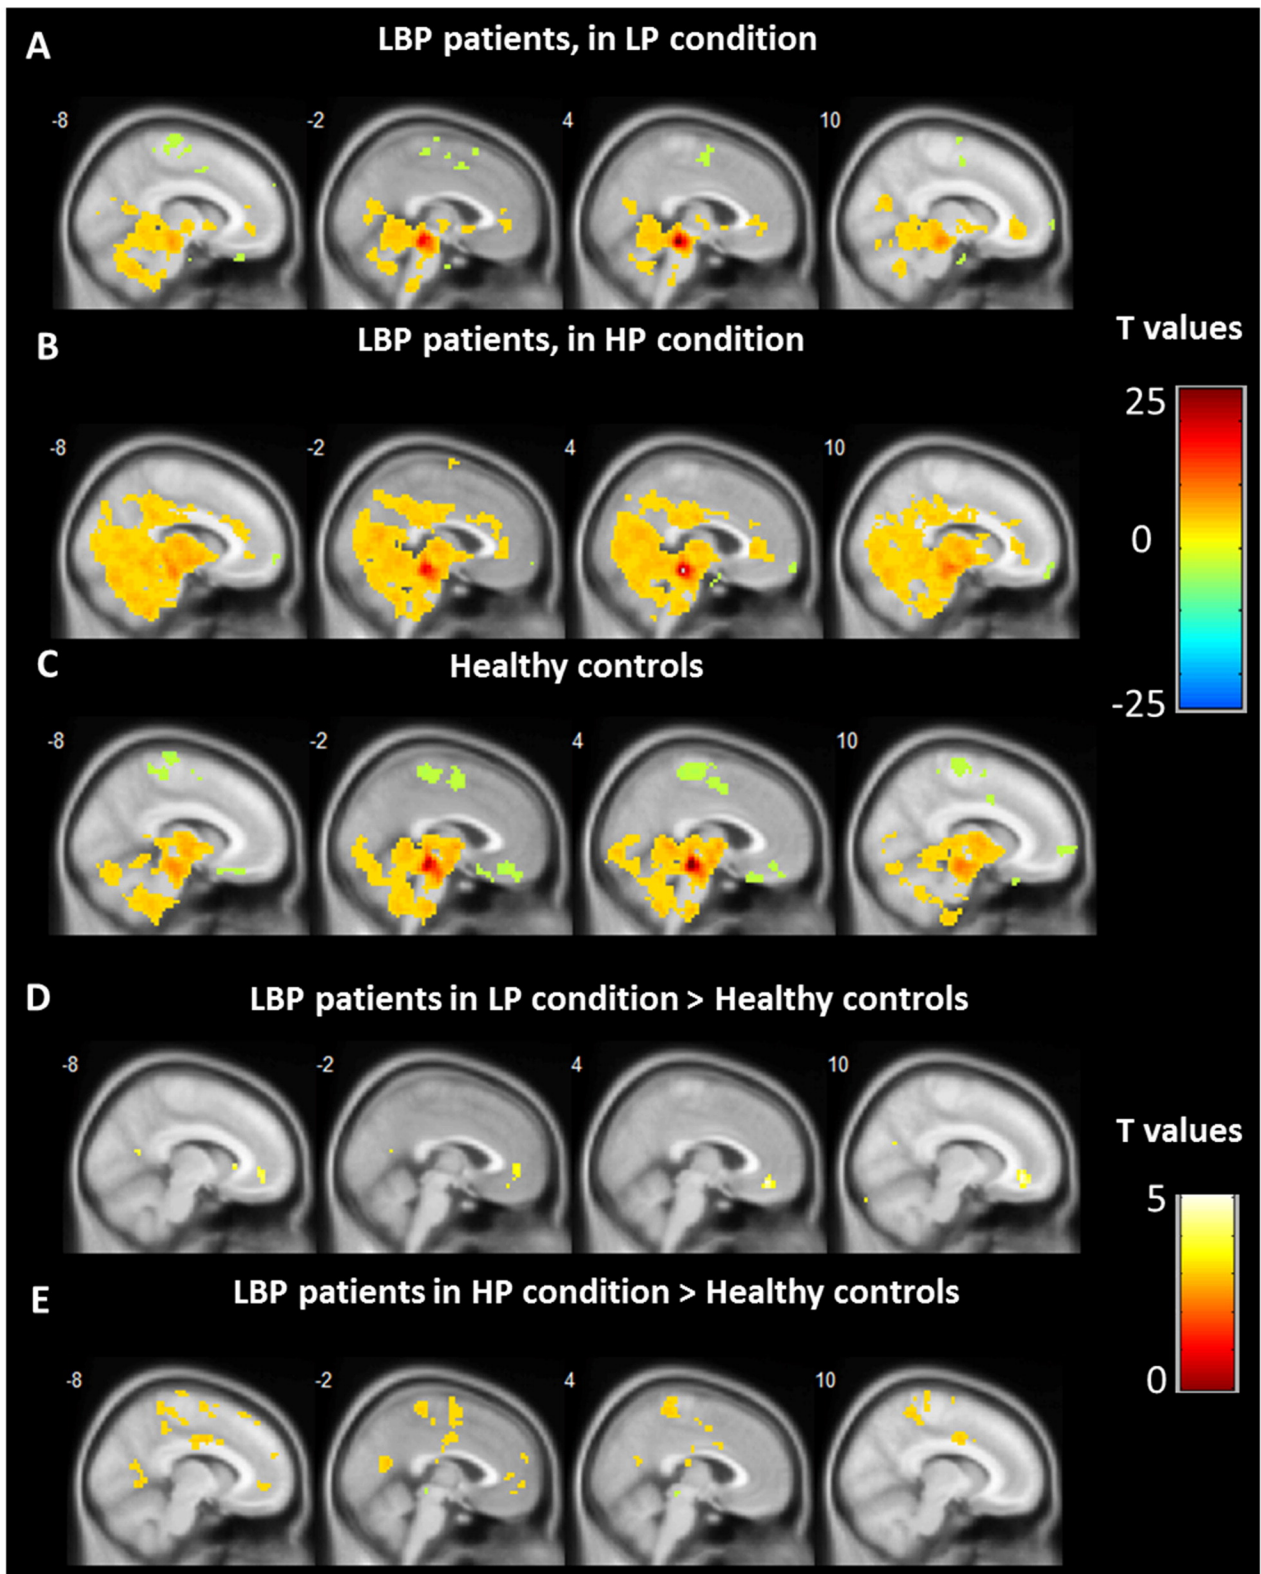 A
LBP patients, in LP condition
-8
-2
4
10
B
LBP patients, in HP condition
T values
25
0
-25
-8
-2
4
10
C
Healthy controls
-8
-2
4
10
D
LBP patients in LP condition > Healthy controls
-8
-2
4
10
T values
5
0
E
LBP patients in HP condition > Healthy controls
-8
-2
4
10